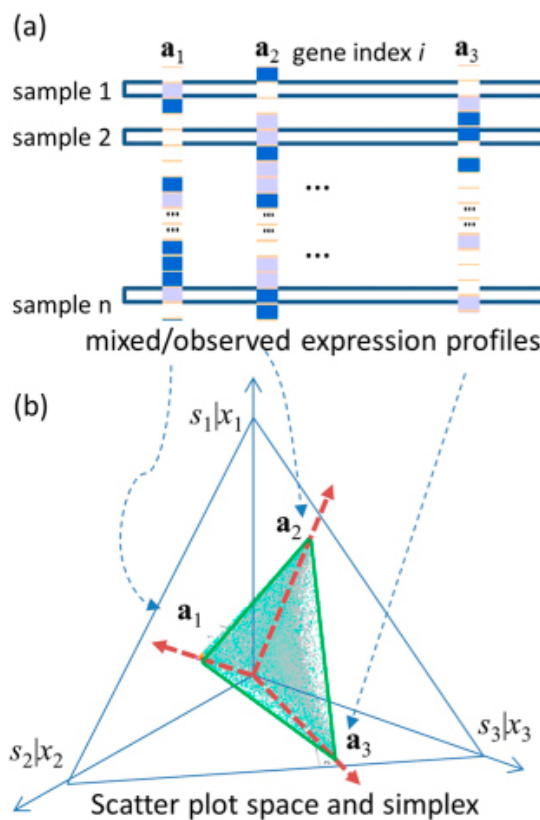 (a)
a1 a2 gene index i a3
sample 1
sample 2
...
... ... ...
... ... ...
...
sample n
mixed/observed expression profiles
(b)
s1|x1
a2
a1
a3
s2|x2
s3|x3
Scatter plot space and simplex